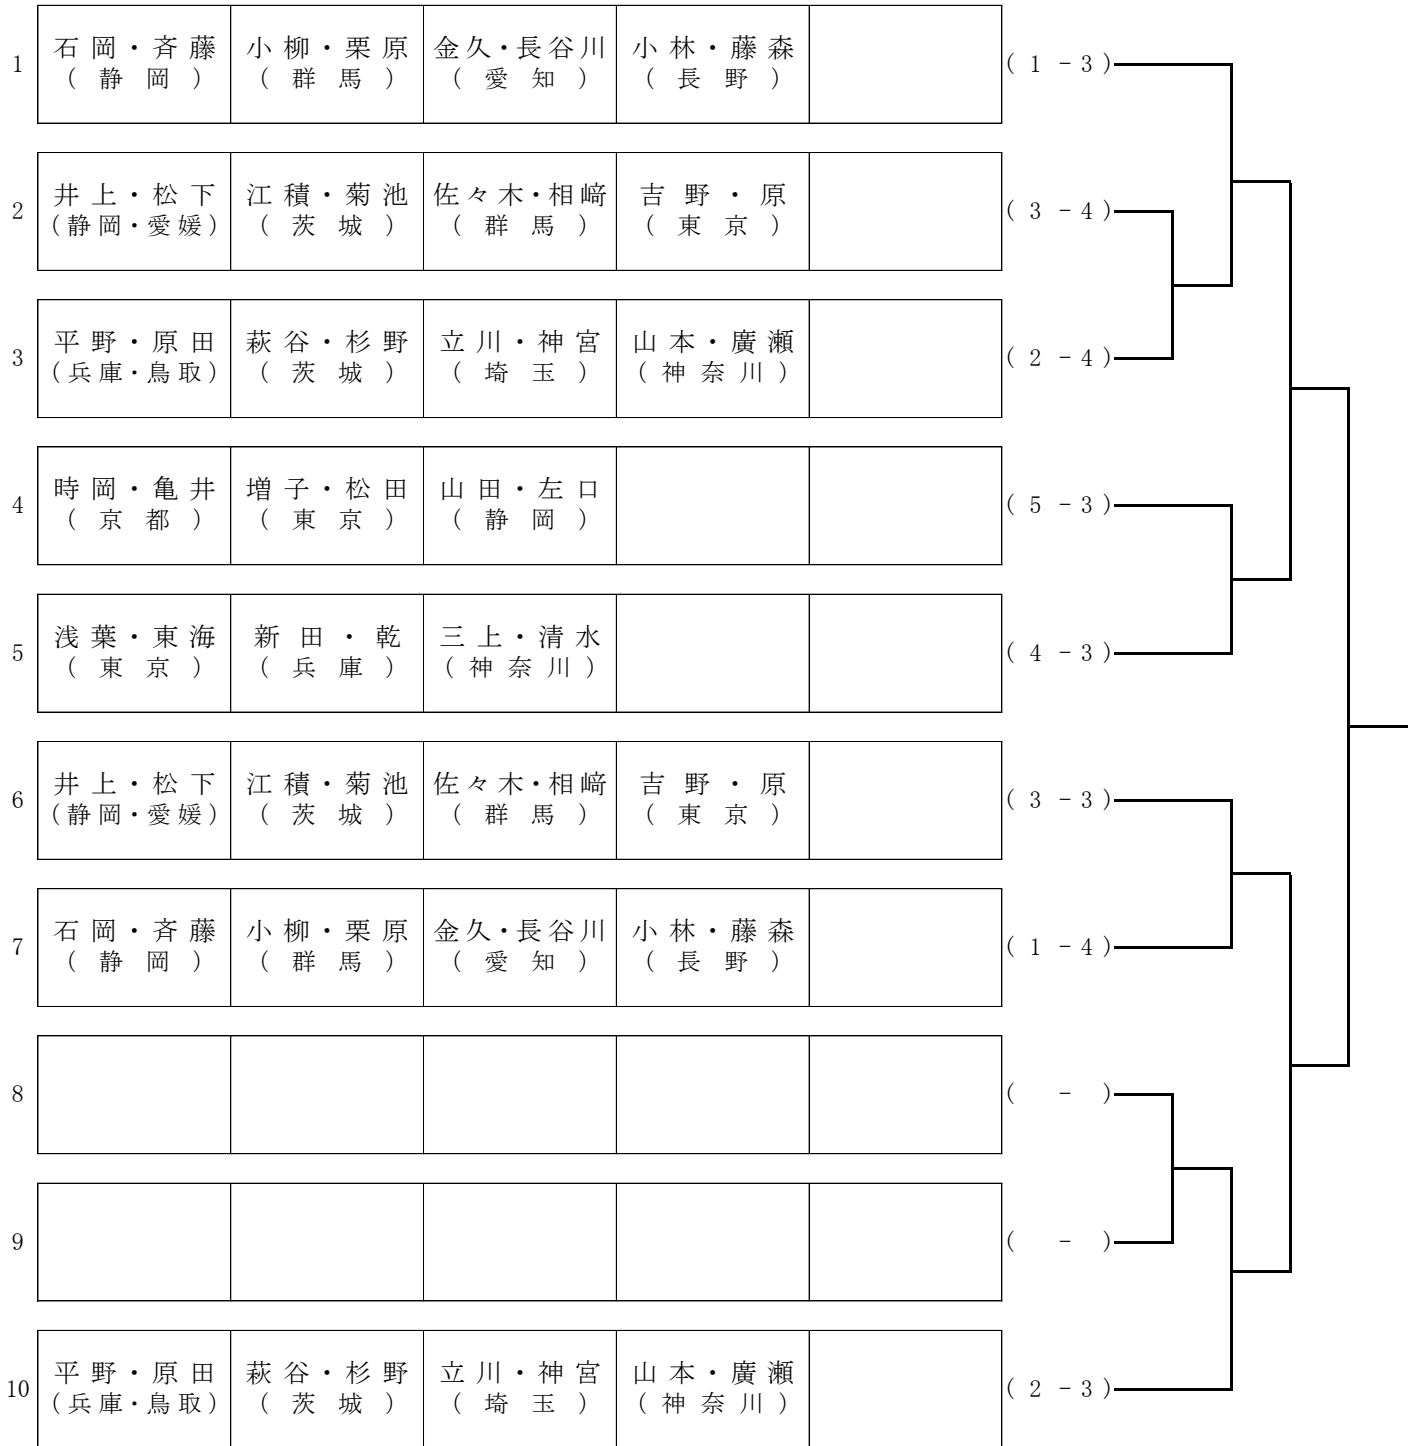 1 石岡・斉藤 小柳・栗原 金久・長谷川 小林・藤森 (1-3)
(静岡) (群馬) (愛知) (長野)
2 井上・松下 江積・菊池 佐々木・相﨑 吉野・原 (3-4)
(静岡・愛媛) (茨城) (群馬) (東京)
3 平野・原田 萩谷・杉野 立川・神宮 山本・廣瀬 (2-4)
(兵庫・鳥取) (茨城) (埼玉) (神奈川)
4 時岡・亀井 増子・松田 山田・左口 (5-3)
(京都) (東京) (静岡)
5 浅葉・東海 新田・乾 三上・清水 (4-3)
(東京) (兵庫) (神奈川)
6 井上・松下 江積・菊池 佐々木・相﨑 吉野・原 (3-3)
(静岡・愛媛) (茨城) (群馬) (東京)
7 石岡・斉藤 小柳・栗原 金久・長谷川 小林・藤森 (1-4)
(静岡) (群馬) (愛知) (長野)
8 ( - )
9 ( - )
10 平野・原田 萩谷・杉野 立川・神宮 山本・廣瀬 (2-3)
(兵庫・鳥取) (茨城) (埼玉) (神奈川)